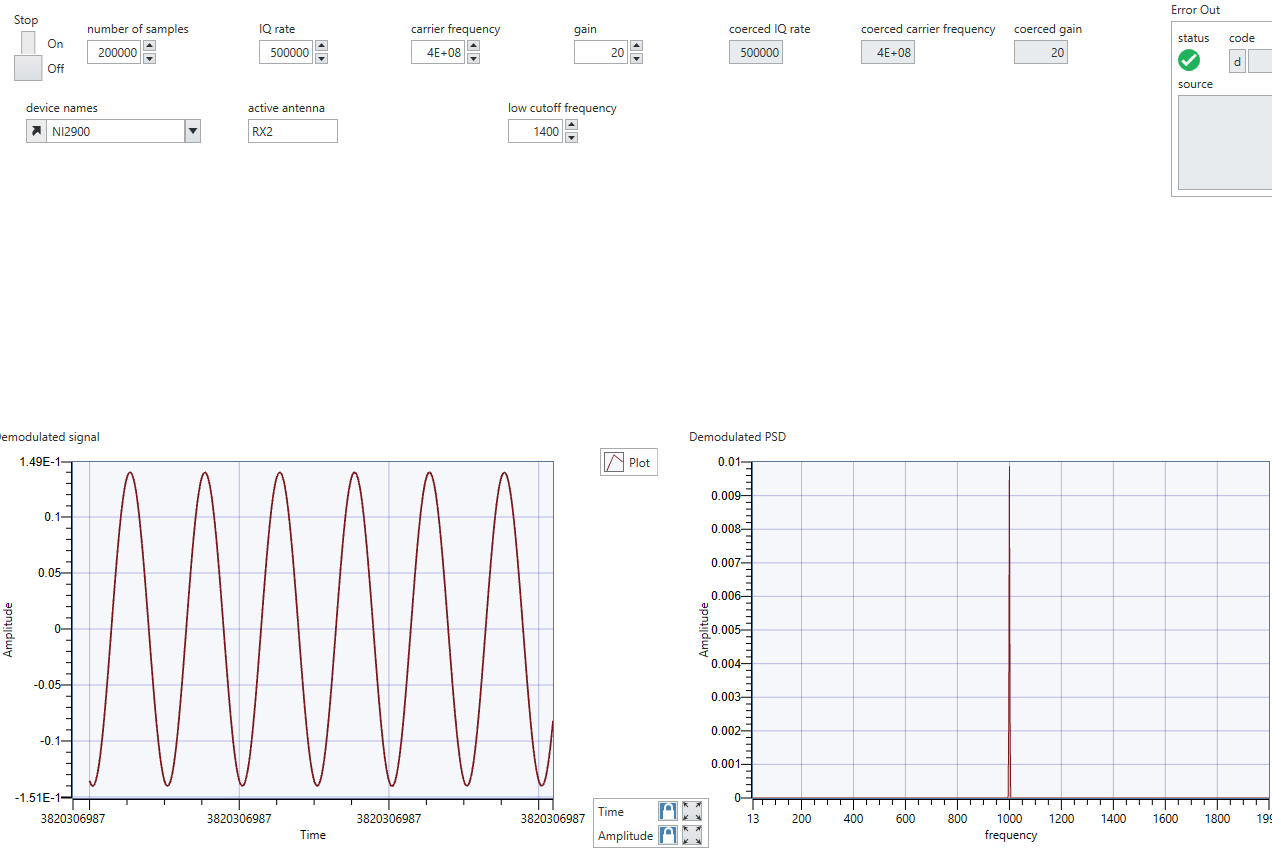 Error Out
Stop
number of samples
IQ rate
carrier frequency
gain
coerced IQ rate
coerced carrier frequency
coerced gain
status
code
On
200000
500000
4E+08
20
500000
4E+08
20
d
Off
source
device names
active antenna
low cutoff frequency
NI2900
RX2
1400
emodulated signal
Demodulated PSD
Plot
1.49E-1
0.1
0.05
0
-0.05
-0.1
-1.51E-1
Amplitude
3820306987
3820306987
3820306987
3820306987
Time
Time
Amplitude
0.01
0.009
0.008
0.007
0.006
0.005
0.004
0.003
0.002
0.001
0
Amplitude
13
200
400
600
800
1000
1200
1400
1600
1800
199
frequency